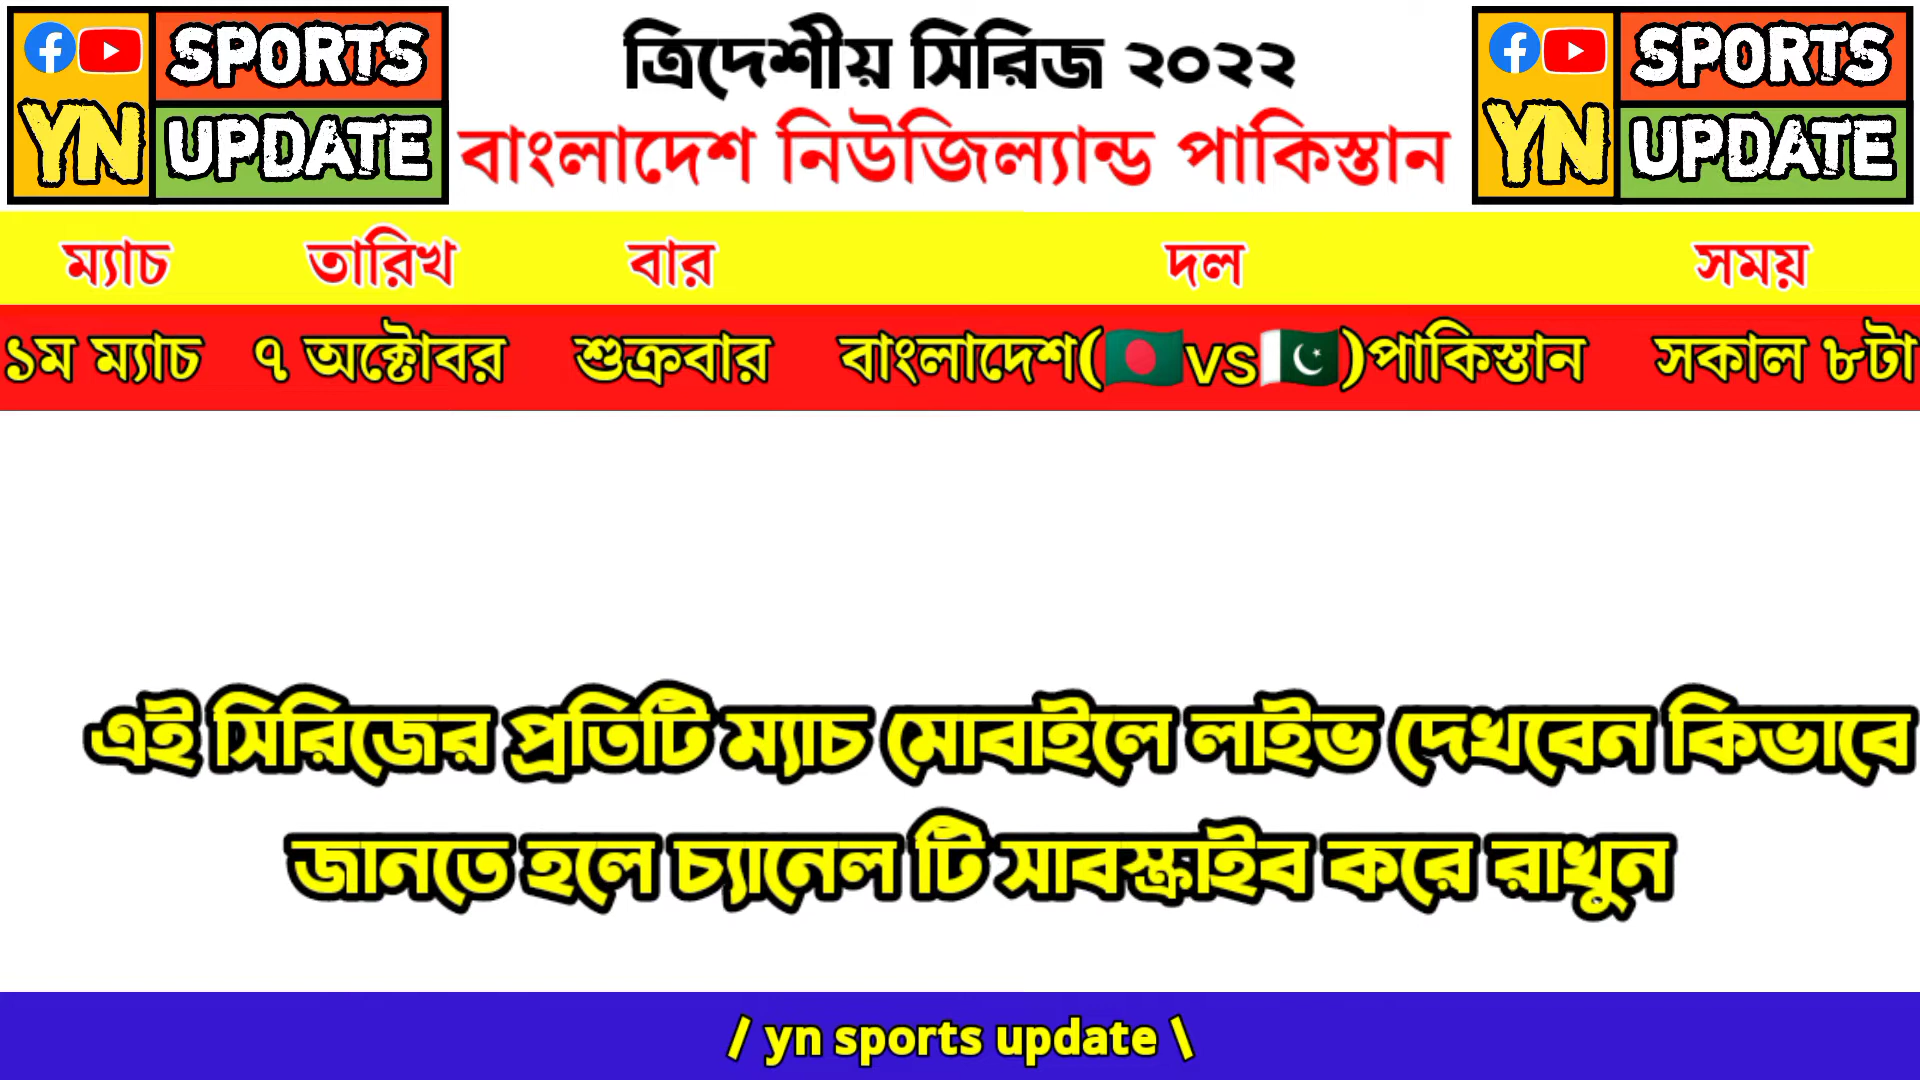 SPORTS
YN UPDATE
ত্রিদেশীয় সিরিজ ২০২২
বাংলাদেশ নিউজিল্যান্ড পাকিস্তান
SPORTS
YN UPDATE
ম্যাচ তারিখ বার দল সময়
১ম ম্যাচ ৭ অক্টোবর শুক্রবার বাংলাদেশ(🇧🇩vs🇵🇰)পাকিস্তান সকাল ৮টা
এই সিরিজের প্রতিটি ম্যাচ মোবাইলে লাইভ দেখবেন কিভাবে
জানতে হলে চ্যানেল টি সাবস্ক্রাইব করে রাখুন
/ yn sports update \